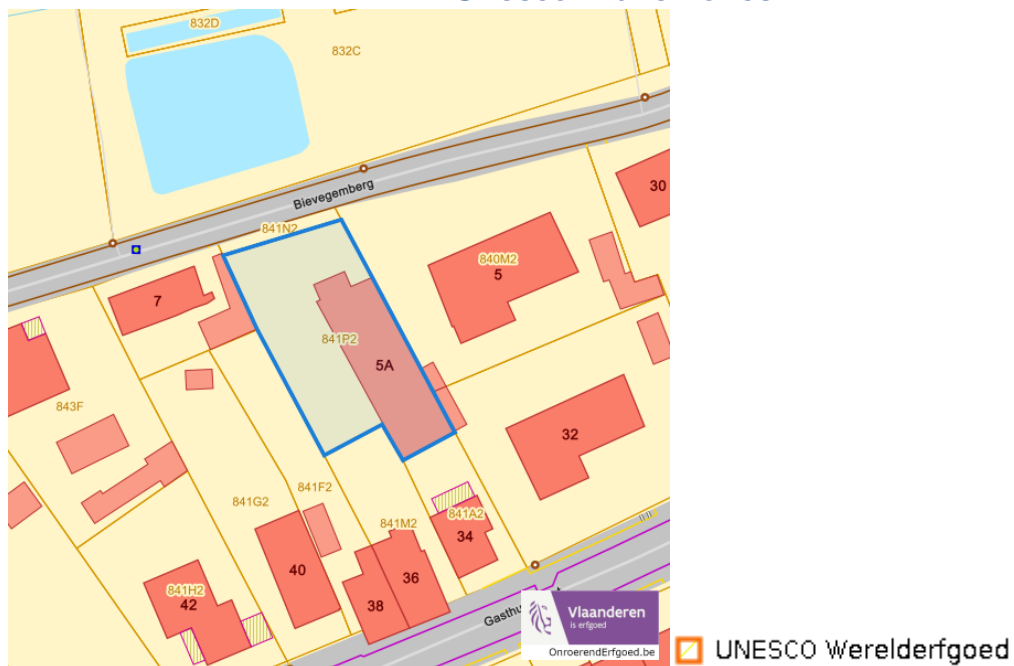 832D
832C
Bievegemberg
30
841N2
840M2
5
7
841P2
5A
843F
32
841G2
841F2
841M2
841A2
34
40
36
38
841H2
42
Vlaanderen
is erfgoed
OnroerendErfgoed.be
UNESCO Werelderfgoed